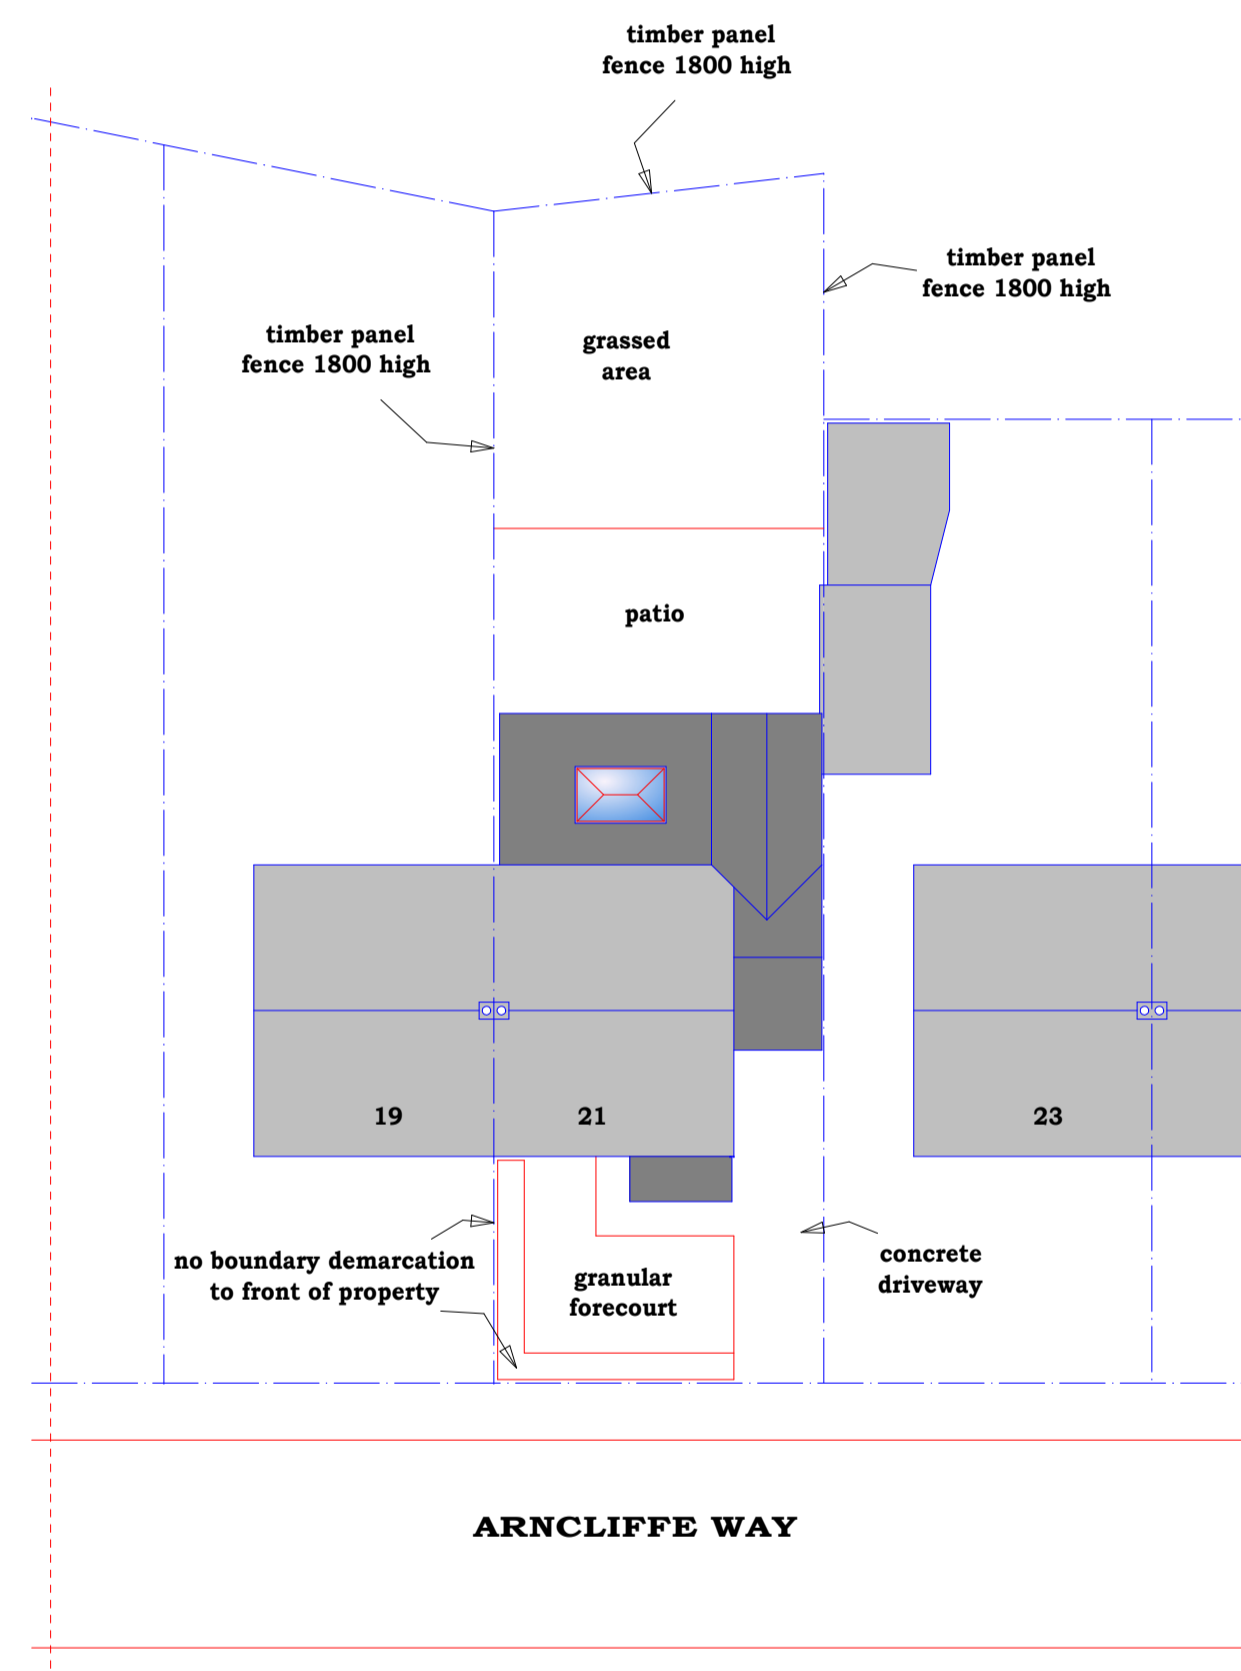 timber panel
fence 1800 high
timber panel
fence 1800 high
timber panel
fence 1800 high
grassed
area
patio
19
21
23
no boundary demarcation
to front of property
granular
forecourt
concrete
driveway
ARNCLIFFE WAY